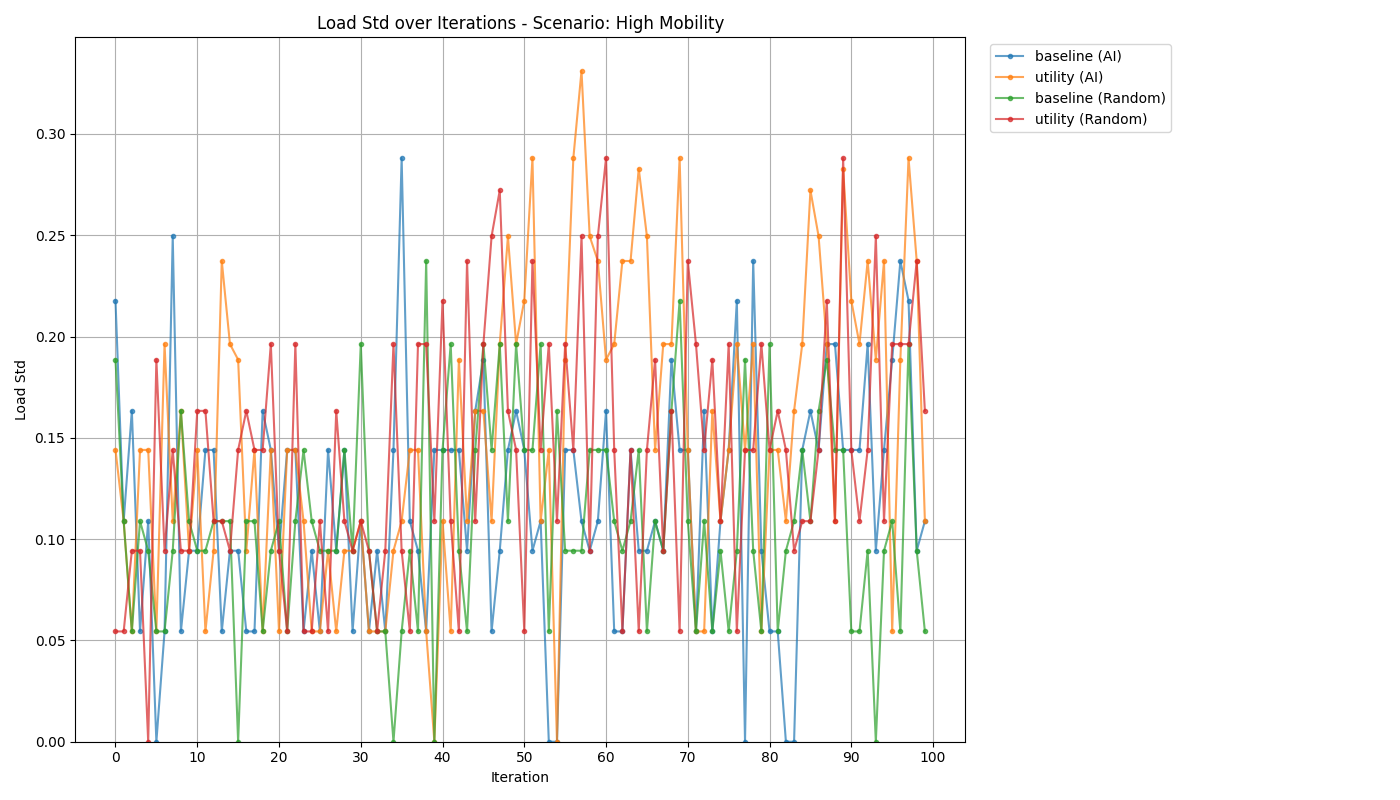 Load Std over Iterations - Scenario: High Mobility
baseline (AI)
utility (AI)
baseline (Random)
utility (Random)
Load Std
0.30
0.25
0.20
0.15
0.10
0.05
0.00
0 10 20 30 40 50 60 70 80 90 100
Iteration